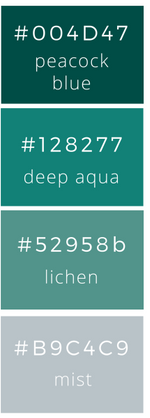 #004D47
peacock
blue
#128277
deep aqua
#52958b
lichen
#B9C4C9
mist